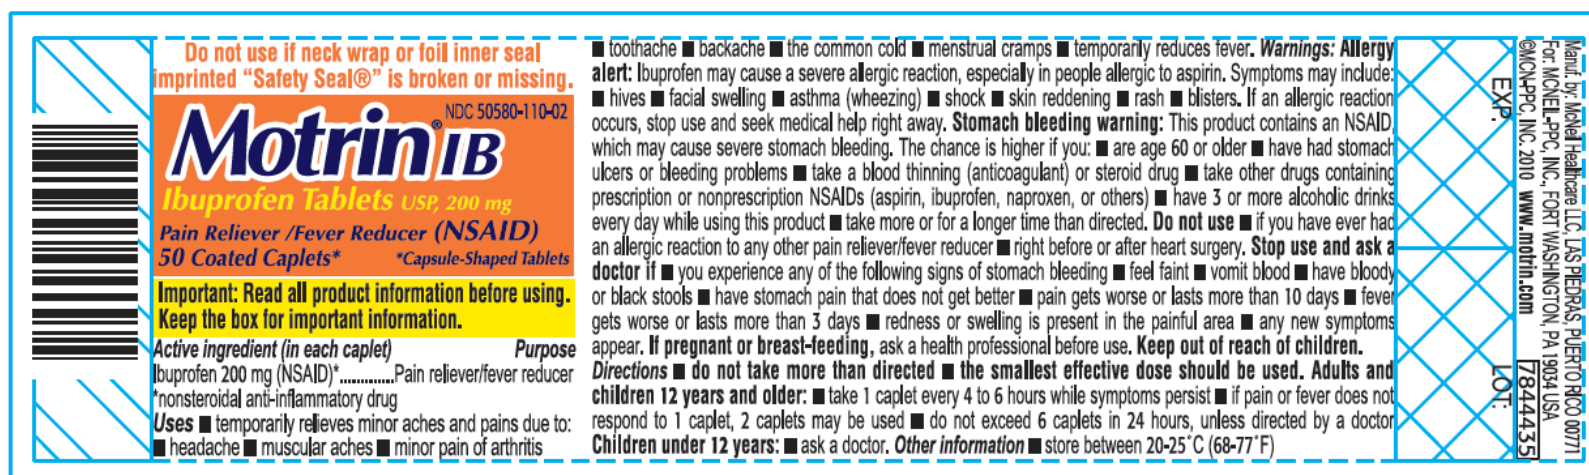 Do not use if neck wrap or foil inner seal
imprinted “Safety Seal®” is broken or missing.
NDC 50580-110-02
Motrin® IB
Ibuprofen Tablets USP, 200 mg
Pain Reliever /Fever Reducer (NSAID)
50 Coated Caplets* *Capsule-Shaped Tablets
Important: Read all product information before using.
Keep the box for important information.
Active ingredient (in each caplet) Purpose
Ibuprofen 200 mg (NSAID)*.............Pain reliever/fever reducer
*nonsteroidal anti-inflammatory drug
Uses ■ temporarily relieves minor aches and pains due to:
■ headache ■ muscular aches ■ minor pain of arthritis
■ toothache ■ backache ■ the common cold ■ menstrual cramps ■ temporarily reduces fever. Warnings: Allergy
alert: Ibuprofen may cause a severe allergic reaction, especially in people allergic to aspirin. Symptoms may include:
■ hives ■ facial swelling ■ asthma (wheezing) ■ shock ■ skin reddening ■ rash ■ blisters. If an allergic reaction
occurs, stop use and seek medical help right away. Stomach bleeding warning: This product contains an NSAID,
which may cause severe stomach bleeding. The chance is higher if you: ■ are age 60 or older ■ have had stomach
ulcers or bleeding problems ■ take a blood thinning (anticoagulant) or steroid drug ■ take other drugs containing
prescription or nonprescription NSAIDs (aspirin, ibuprofen, naproxen, or others) ■ have 3 or more alcoholic drinks
every day while using this product ■ take more or for a longer time than directed. Do not use ■ if you have ever had
an allergic reaction to any other pain reliever/fever reducer ■ right before or after heart surgery. Stop use and ask a
doctor if ■ you experience any of the following signs of stomach bleeding ■ feel faint ■ vomit blood ■ have bloody
or black stools ■ have stomach pain that does not get better ■ pain gets worse or lasts more than 10 days ■ fever
gets worse or lasts more than 3 days ■ redness or swelling is present in the painful area ■ any new symptoms
appear. If pregnant or breast-feeding, ask a health professional before use. Keep out of reach of children.
Directions ■ do not take more than directed ■ the smallest effective dose should be used. Adults and
children 12 years and older: ■ take 1 caplet every 4 to 6 hours while symptoms persist ■ if pain or fever does not
respond to 1 caplet, 2 caplets may be used ■ do not exceed 6 caplets in 24 hours, unless directed by a doctor
Children under 12 years: ■ ask a doctor. Other information ■ store between 20-25˚C (68-77˚F)
Manuf. by: McNeil Healthcare LLC, LAS PIEDRAS, PUERTO RICO 00771
For: MCNEIL-PPC, INC., FORT WASHINGTON, PA 19034 USA
©MCN-PPC, INC. 2010 www.motrin.com 7844435
EXP: LOT: